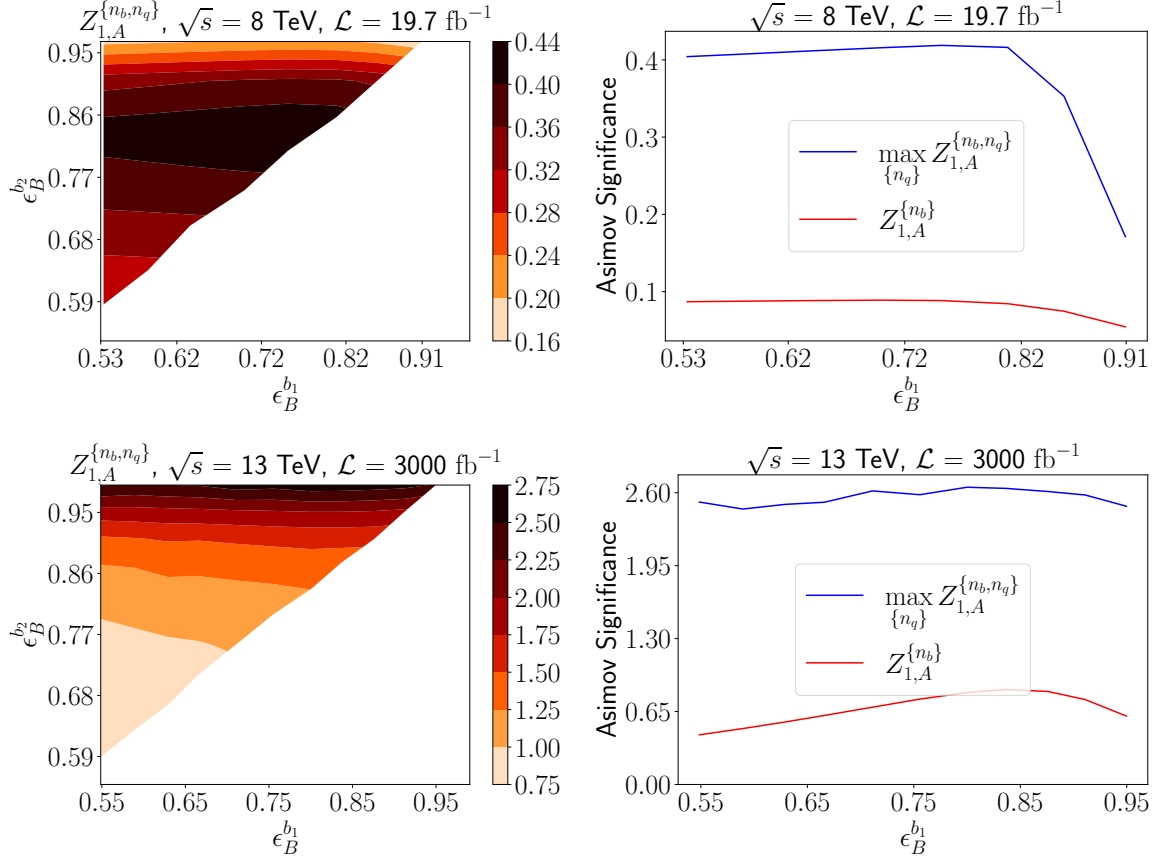 Z_{1,A}^{\{n_b,n_q\}}, √s = 8 TeV, ℒ = 19.7 fb⁻¹
0.95
0.86
0.77
0.68
0.59
ϵ_B^{b_2}
0.53 0.62 0.72 0.82 0.91
ϵ_B^{b_1}
0.44
0.40
0.36
0.32
0.28
0.24
0.20
0.16
√s = 8 TeV, ℒ = 19.7 fb⁻¹
Asimov Significance
0.4
0.3
0.2
0.1
max_{\{n_q\}} Z_{1,A}^{\{n_b,n_q\}}
Z_{1,A}^{\{n_b\}}
0.53 0.62 0.72 0.82 0.91
ϵ_B^{b_1}
Z_{1,A}^{\{n_b,n_q\}}, √s = 13 TeV, ℒ = 3000 fb⁻¹
0.95
0.86
0.77
0.68
0.59
ϵ_B^{b_2}
0.55 0.65 0.75 0.85 0.95
ϵ_B^{b_1}
2.75
2.50
2.25
2.00
1.75
1.50
1.25
1.00
0.75
√s = 13 TeV, ℒ = 3000 fb⁻¹
Asimov Significance
2.60
1.95
1.30
0.65
0.00
max_{\{n_q\}} Z_{1,A}^{\{n_b,n_q\}}
Z_{1,A}^{\{n_b\}}
0.55 0.65 0.75 0.85 0.95
ϵ_B^{b_1}